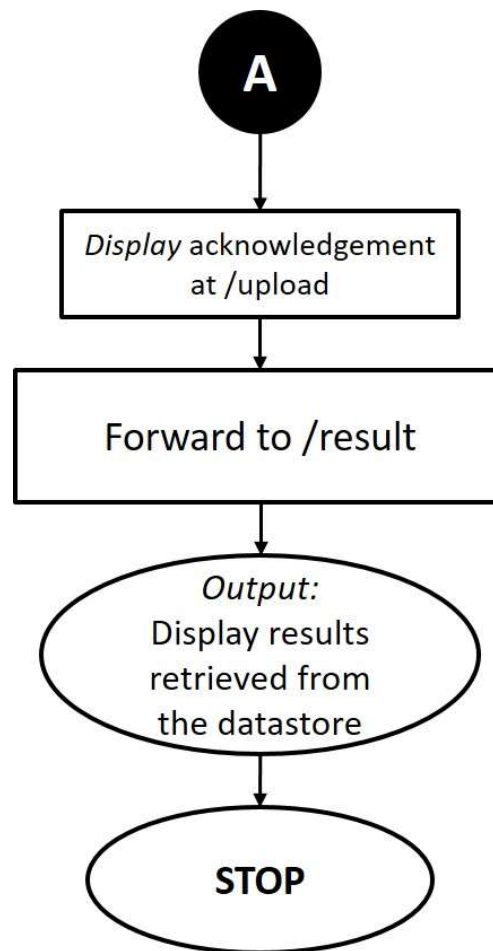 A
Display acknowledgement
at /upload
Forward to /result
Output:
Display results
retrieved from
the datastore
STOP